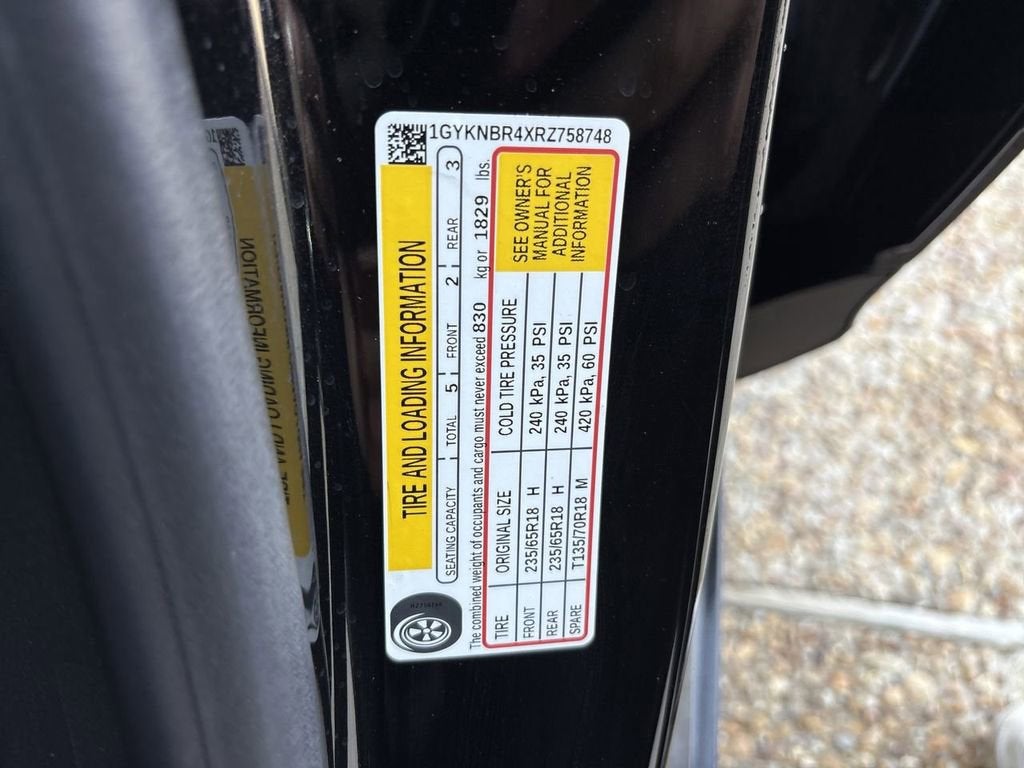 1GYKNBR4XRZ758748
TIRE AND LOADING INFORMATION
SEATING CAPACITY TOTAL 5 FRONT 2 REAR 3
The combined weight of occupants and cargo must never exceed 830 kg or 1829 lbs.
TIRE ORIGINAL SIZE COLD TIRE PRESSURE
FRONT 235/65R18 H 240 kPa, 35 PSI
REAR 235/65R18 H 240 kPa, 35 PSI
SPARE T135/70R18 M 420 kPa, 60 PSI
SEE OWNER'S
MANUAL FOR
ADDITIONAL
INFORMATION